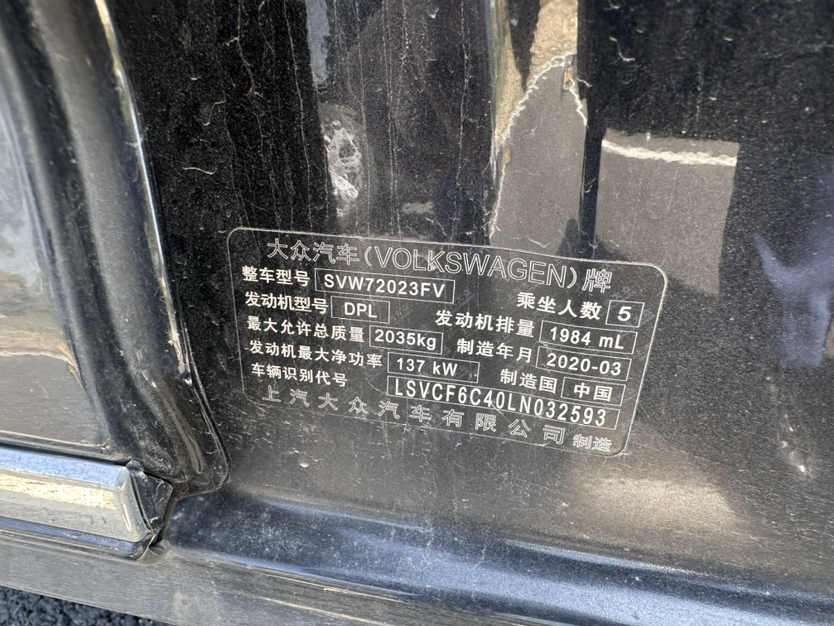 大众汽车(VOLKSWAGEN)牌
整车型号 SVW72023FV 乘坐人数 5
发动机型号 DPL 发动机排量 1984 mL
最大允许总质量 2035kg 制造年月 2020-03
发动机最大净功率 137 kW 制造国 中国
车辆识别代号 LSVCF6C40LN032593
上汽大众汽车有限公司 制造